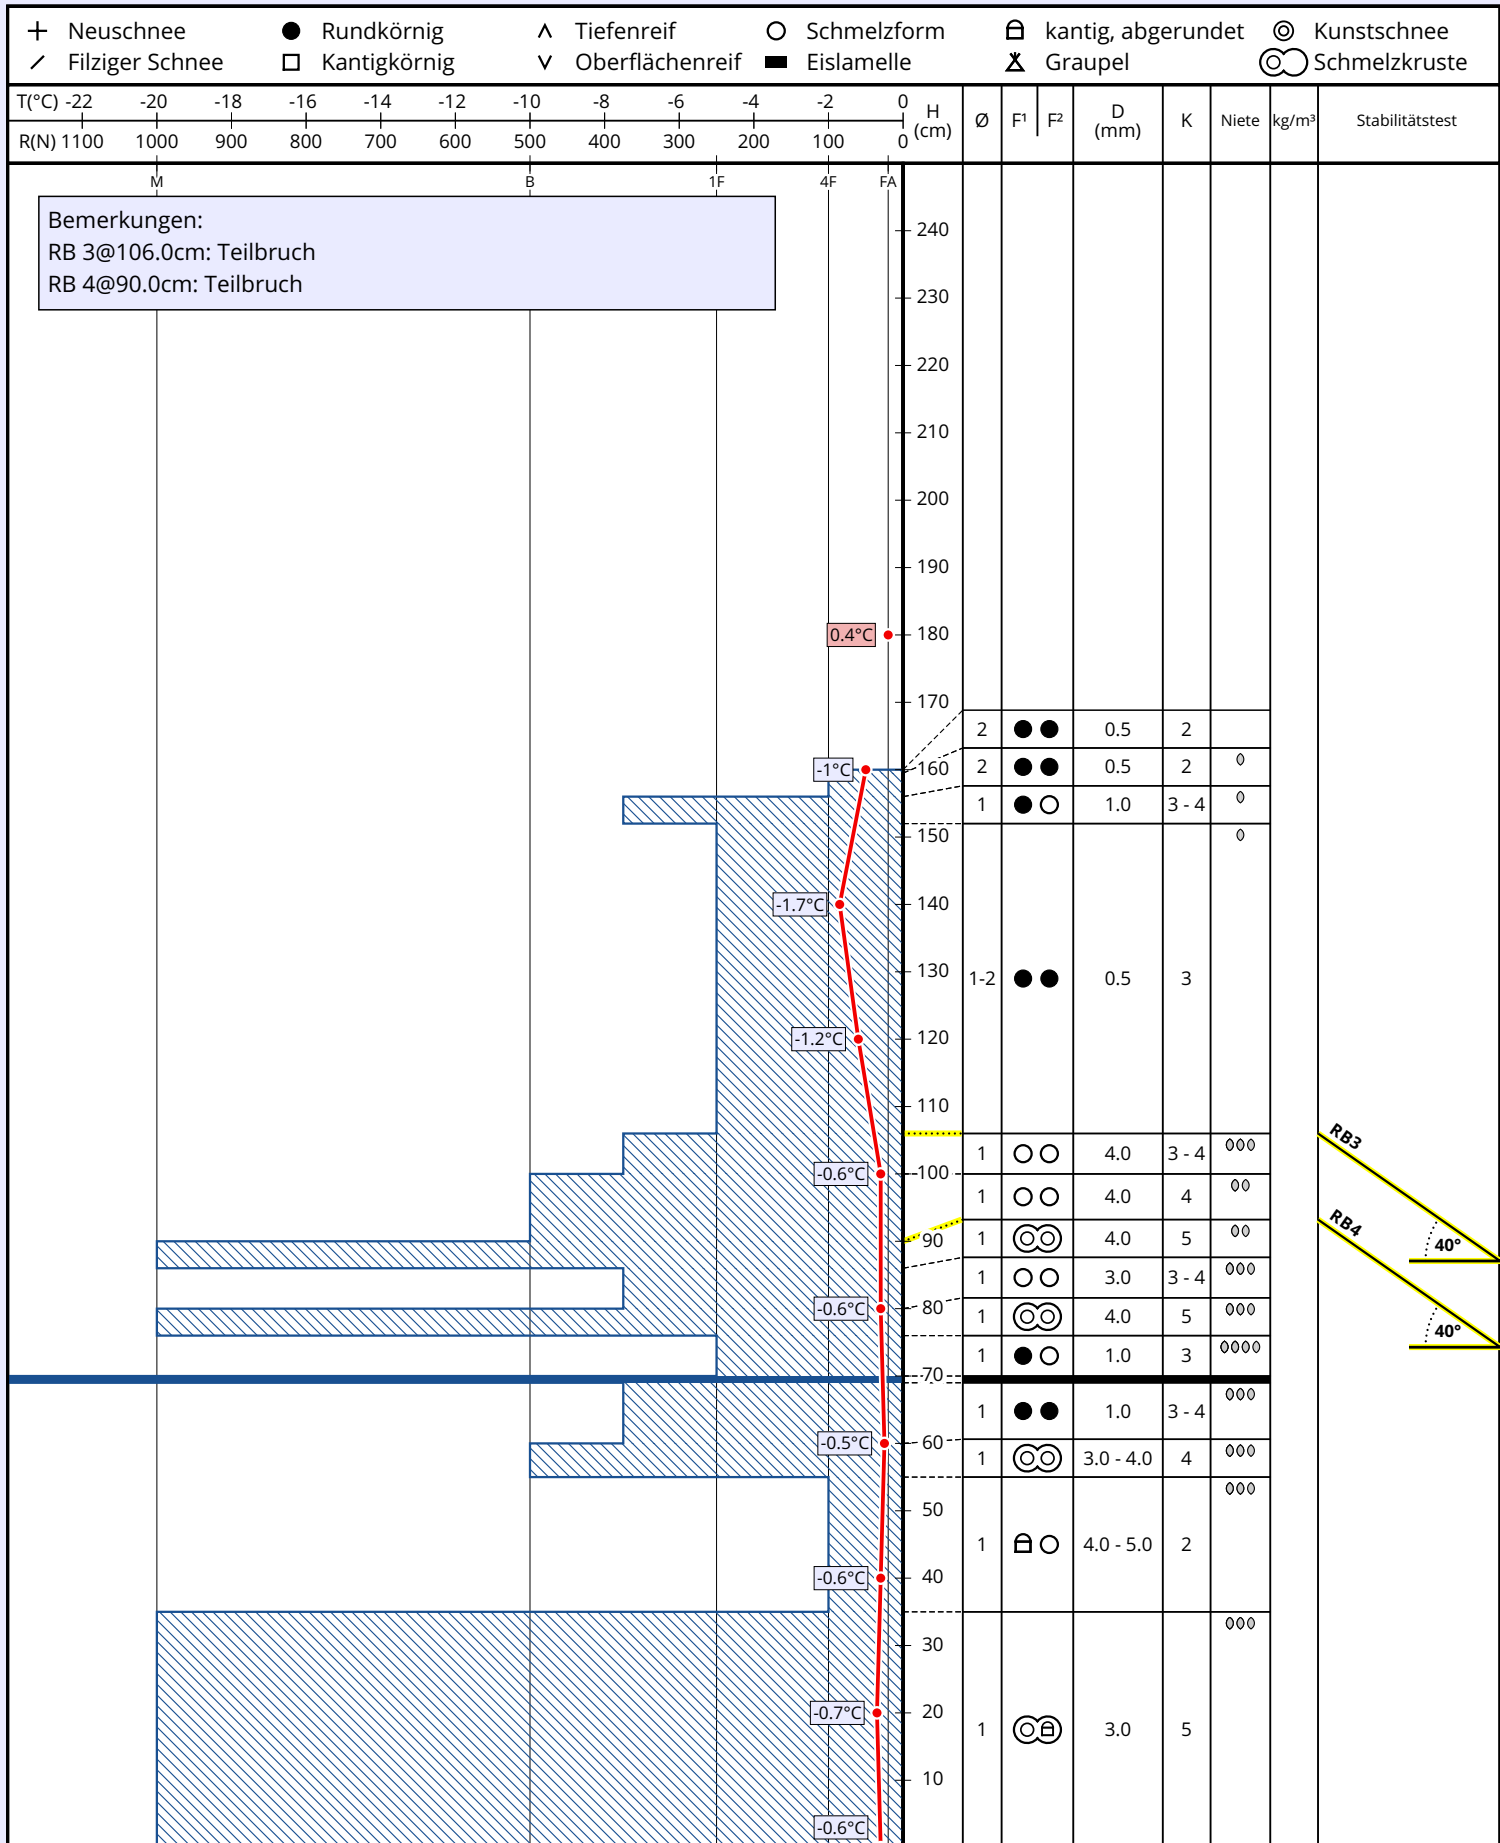 Neuschnee Rundkörnig Tiefenreif Schmelzform kantig, abgerundet Kunstschnee
Filziger Schnee Kantigkörnig Oberflächenreif Eislamelle Graupel Schmelzkruste
T(°C) -22 -20 -18 -16 -14 -12 -10 -8 -6 -4 -2 0
R(N) 1100 1000 900 800 700 600 500 400 300 200 100 0
H (cm) Ø F¹ F² D (mm) K Niete kg/m³ Stabilitätstest
M B 1F 4F FA
Bemerkungen:
RB 3@106.0cm: Teilbruch
RB 4@90.0cm: Teilbruch
240
230
220
210
200
190
0.4°C 180
170
2 0.5 2
-1°C 160 2 0.5 2
1 1.0 3 - 4
150
-1.7°C 140
130 1-2 0.5 3
-1.2°C 120
110
RB3
1 4.0 3 - 4
-0.6°C 100
1 4.0 4
RB4
90 1 4.0 5 40°
1 3.0 3 - 4
-0.6°C 80 1 4.0 5
40°
1 1.0 3
70
1 1.0 3 - 4
-0.5°C 60 1 3.0 - 4.0 4
50
1 4.0 - 5.0 2
-0.6°C 40
30
-0.7°C 20
1 3.0 5
10
-0.6°C